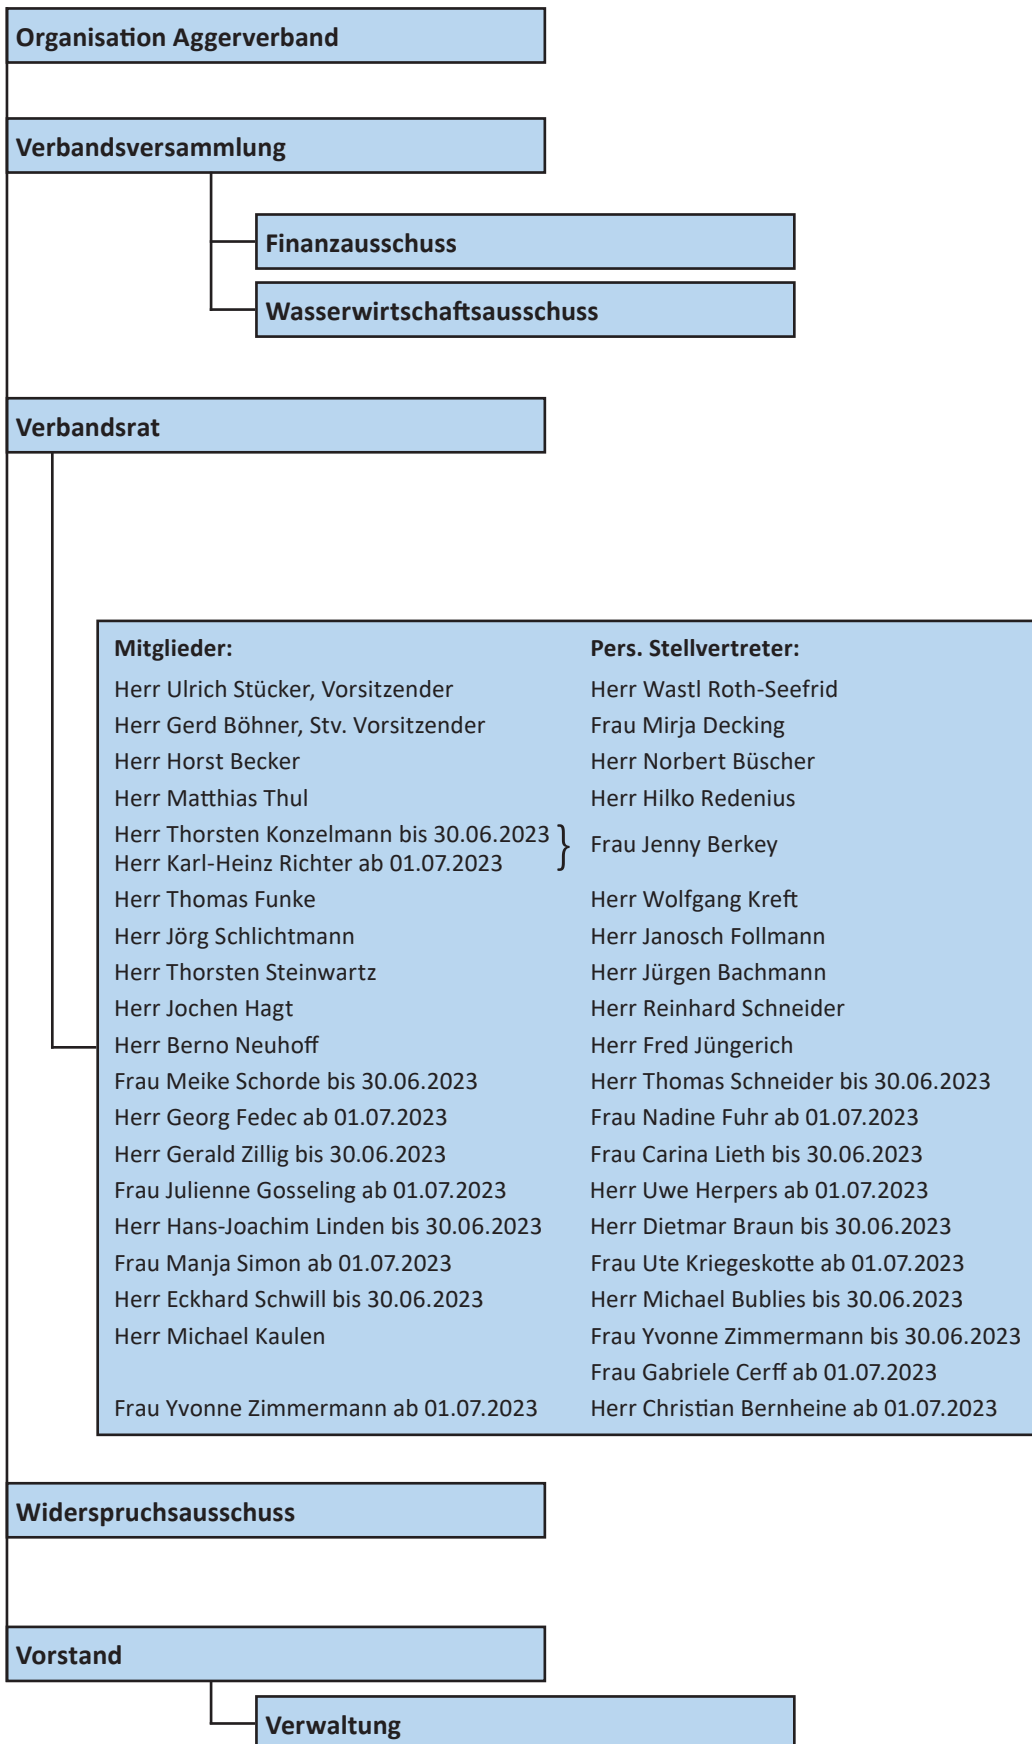 Organisation Aggerverband
Verbandsversammlung
Finanzausschuss
Wasserwirtschaftsausschuss
Verbandsrat
Mitglieder: Pers. Stellvertreter:
Herr Ulrich Stücker, Vorsitzender Herr Wastl Roth-Seefrid
Herr Gerd Böhner, Stv. Vorsitzender Frau Mirja Decking
Herr Horst Becker Herr Norbert Büscher
Herr Matthias Thul Herr Hilko Redenius
Herr Thorsten Konzelmann bis 30.06.2023
Herr Karl-Heinz Richter ab 01.07.2023
} Frau Jenny Berkey
Herr Thomas Funke Herr Wolfgang Kreft
Herr Jörg Schlichtmann Herr Janosch Follmann
Herr Thorsten Steinwartz Herr Jürgen Bachmann
Herr Jochen Hagt Herr Reinhard Schneider
Herr Berno Neuhoff Herr Fred Jüngerich
Frau Meike Schorde bis 30.06.2023 Herr Thomas Schneider bis 30.06.2023
Herr Georg Fedec ab 01.07.2023 Frau Nadine Fuhr ab 01.07.2023
Herr Gerald Zillig bis 30.06.2023 Frau Carina Lieth bis 30.06.2023
Frau Julienne Gosseling ab 01.07.2023 Herr Uwe Herpers ab 01.07.2023
Herr Hans-Joachim Linden bis 30.06.2023 Herr Dietmar Braun bis 30.06.2023
Frau Manja Simon ab 01.07.2023 Frau Ute Kriegeskotte ab 01.07.2023
Herr Eckhard Schwill bis 30.06.2023 Herr Michael Bublies bis 30.06.2023
Herr Michael Kaulen Frau Yvonne Zimmermann bis 30.06.2023
Frau Gabriele Cerff ab 01.07.2023
Frau Yvonne Zimmermann ab 01.07.2023 Herr Christian Bernheine ab 01.07.2023
Widerspruchsausschuss
Vorstand
Verwaltung